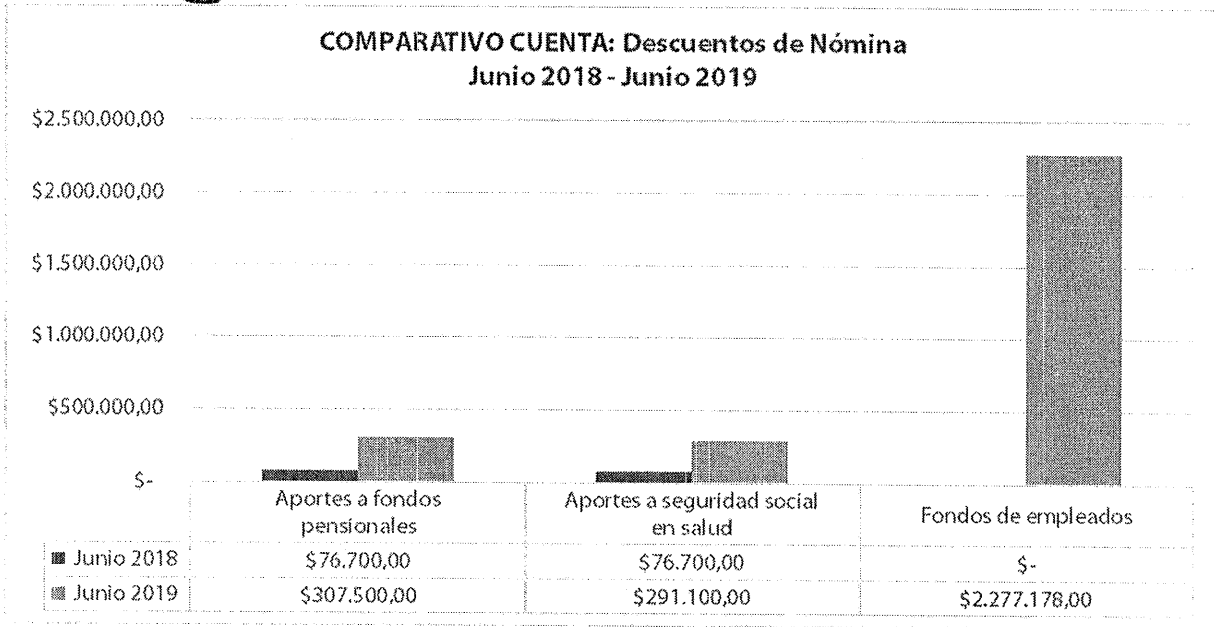 COMPARATIVO CUENTA: Descuentos de Nómina
Junio 2018 - Junio 2019
$2.500.000,00
$2.000.000,00
$1.500.000,00
$1.000.000,00
$500.000,00
$-
Aportes a fondos
pensionales
Aportes a seguridad social
en salud
Fondos de empleados
Junio 2018 $76.700,00 $76.700,00 $-
Junio 2019 $307.500,00 $291.100,00 $2.277.178,00